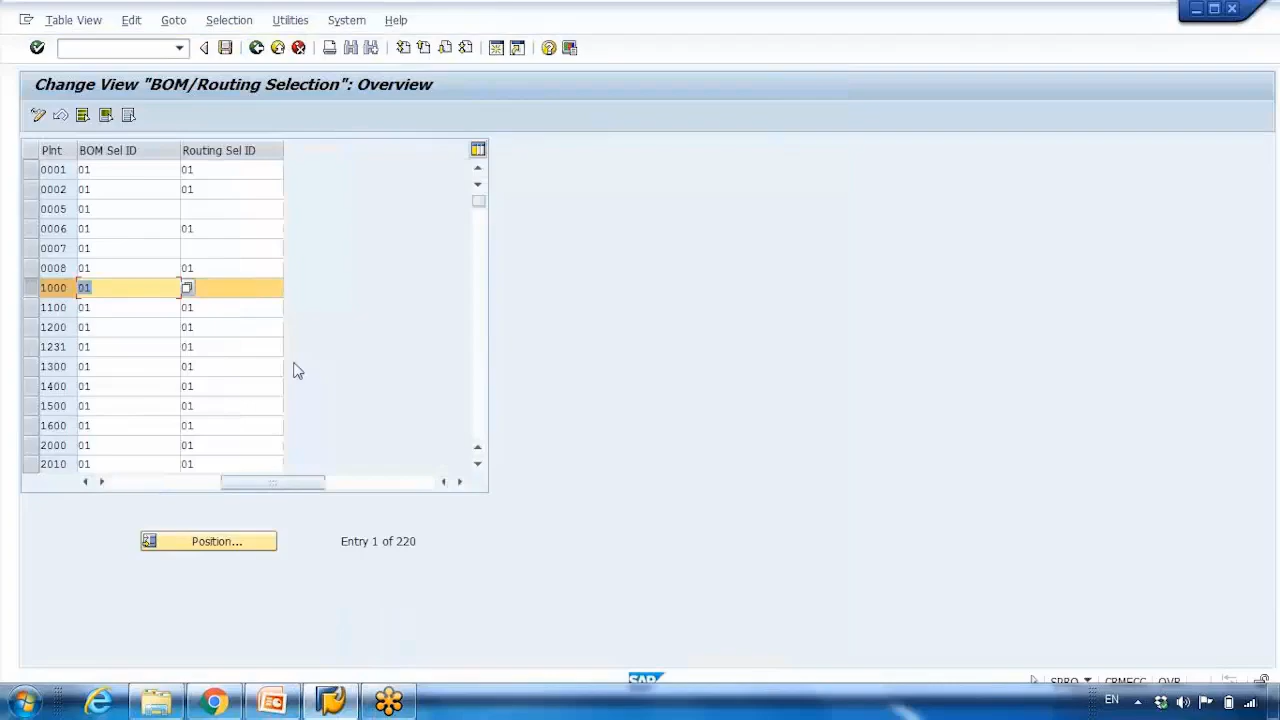 Table View Edit Goto Selection Utilities System Help
Change View "BOM/Routing Selection": Overview
Plnt BOM Sel ID Routing Sel ID
0001 01 01
0002 01 01
0005 01
0006 01 01
0007 01
0008 01 01
1000 01
1100 01 01
1200 01 01
1231 01 01
1300 01 01
1400 01 01
1500 01 01
1600 01 01
2000 01 01
2010 01 01
Position... Entry 1 of 220
SAP
SPRO CRMECC OVR
EN